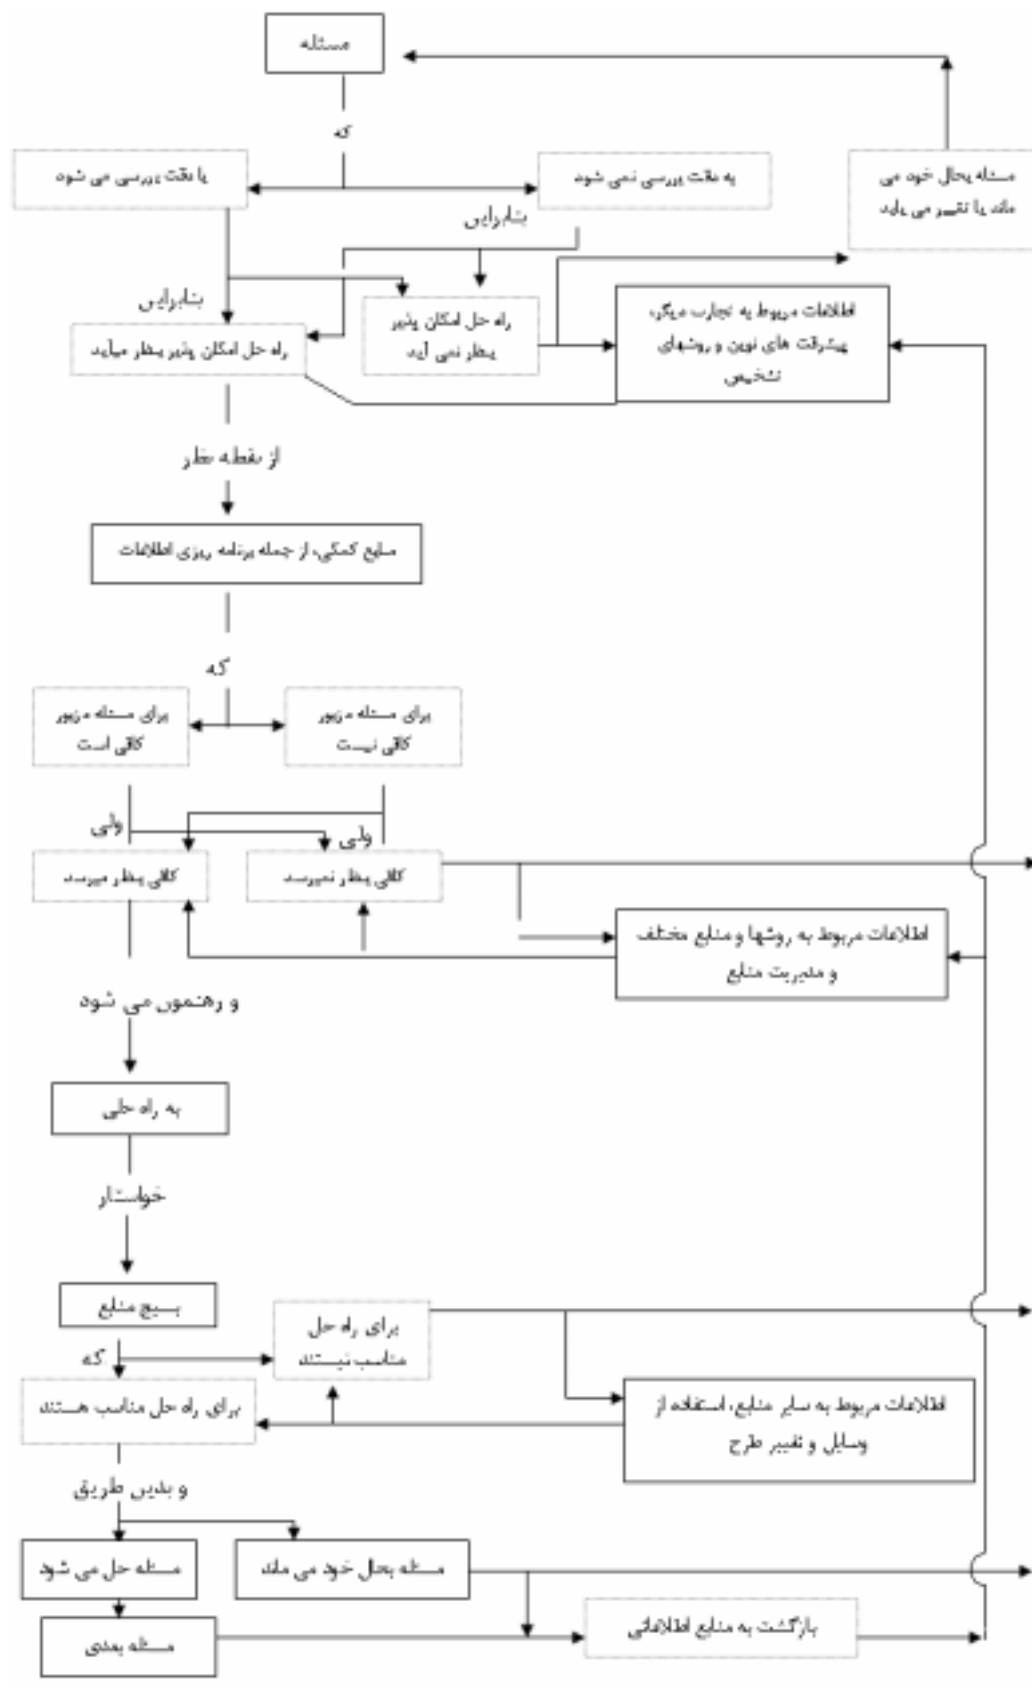 مسئله
که
با دقت بررسی می شود
به دقت بررسی نمی شود
مسئله بحال خود می
ماند یا تغییر می یابد
بنابراین
بنابراین
راه حل امکان پذیر بنظر میآید
راه حل امکان پذیر
بنظر نمی آید
اطلاعات مربوط به تجارب دیگر،
پیشرفت های نوین و روشهای
تشخیص
از نقطه نظر
منابع کمکی، از جمله برنامه ریزی اطلاعات
که
برای مسئله مزبور
کافی نیست
برای مسئله مزبور
کافی است
ولی
ولی
کافی بنظر نمیرسد
کافی بنظر میرسد
اطلاعات مربوط به روشها و منابع مختلف
و مدیریت منابع
و رهنمون می شود
به راه حلی
خواستار
بسیج منابع
که
برای راه حل
مناسب نیستند
برای راه حل مناسب هستند
اطلاعات مربوط به سایر منابع، استفاده از
وسایل و تغییر طرح
و بدین طریق
مسئله بحال خود می ماند
مسئله حل می شود
مسئله بعدی
بازگشت به منابع اطلاعاتی